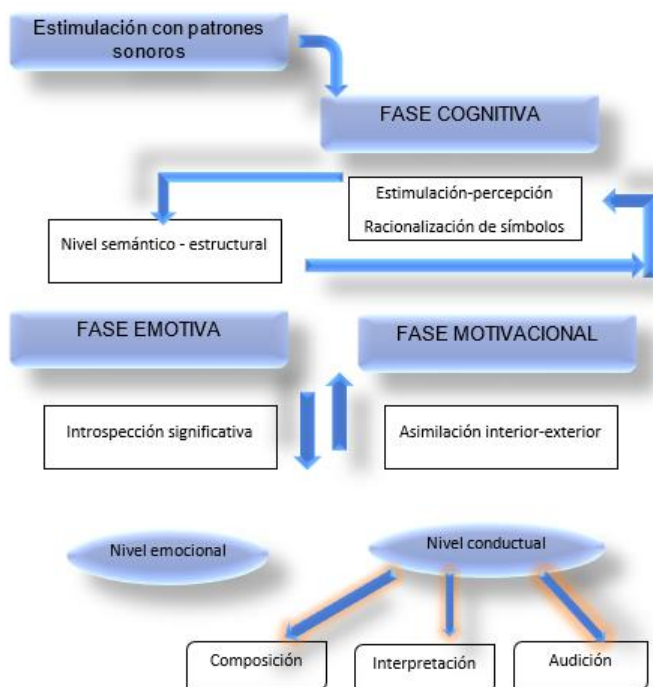 Estimulación con patrones
sonoros
FASE COGNITIVA
Estimulación-percepción
Racionalización de símbolos
Nivel semántico - estructural
FASE EMOTIVA
FASE MOTIVACIONAL
Introspección significativa
Asimilación interior-exterior
Nivel emocional
Nivel conductual
Composición
Interpretación
Audición